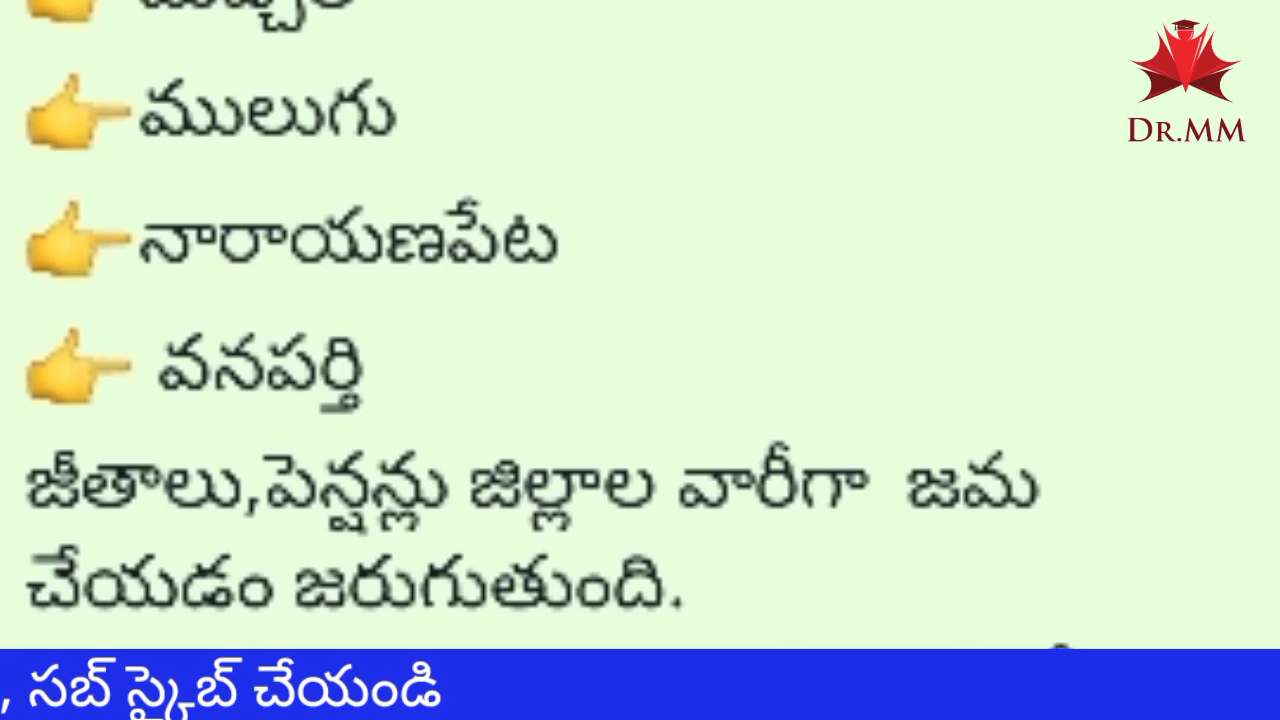 👉ములుగు
DR.MM
👉నారాయణపేట
👉 వనపర్తి
జీతాలు,పెన్షన్లు జిల్లాల వారీగా జమ
చేయడం జరుగుతుంది.
, సబ్ స్క్రైబ్ చేయండి